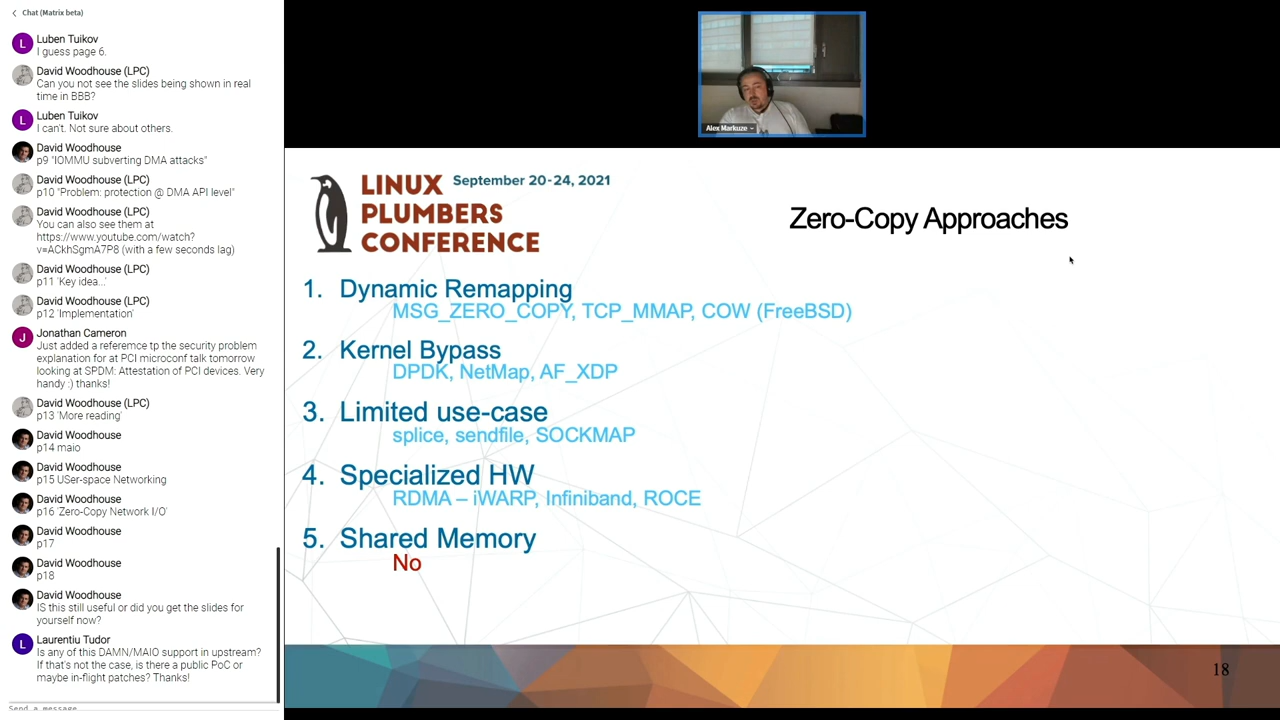 Chat (Matrix beta)
Luben Tuikov
I guess page 6.
David Woodhouse (LPC)
Can you not see the slides being shown in real
time in BBB?
Luben Tuikov
I can't. Not sure about others.
David Woodhouse
p9 "IOMMU subverting DMA attacks"
David Woodhouse (LPC)
p10 "Problem: protection @ DMA API level"
David Woodhouse (LPC)
You can also see them at
https://www.youtube.com/watch?
v=ACkhSgmA7P8 (with a few seconds lag)
David Woodhouse (LPC)
p11 'Key idea...'
David Woodhouse (LPC)
p12 'Implementation'
Jonathan Cameron
Just added a reference tp the security problem
explanation for at PCI microconf talk tomorrow
looking at SPDM: Attestation of PCI devices. Very
handy :) thanks!
David Woodhouse (LPC)
p13 'More reading'
David Woodhouse
p14 maio
David Woodhouse
p15 USer-space Networking
David Woodhouse
p16 'Zero-Copy Network I/O'
David Woodhouse
p17
David Woodhouse
p18
David Woodhouse
IS this still useful or did you get the slides for
yourself now?
Laurentiu Tudor
Is any of this DAMN/MAIO support in upstream?
If that's not the case, is there a public PoC or
maybe in-flight patches? Thanks!
Send a message
Alex Markuze
LINUX
PLUMBERS
CONFERENCE
September 20-24, 2021
Zero-Copy Approaches
1. Dynamic Remapping
MSG_ZERO_COPY, TCP_MMAP, COW (FreeBSD)
2. Kernel Bypass
DPDK, NetMap, AF_XDP
3. Limited use-case
splice, sendfile, SOCKMAP
4. Specialized HW
RDMA – iWARP, Infiniband, ROCE
5. Shared Memory
No
18